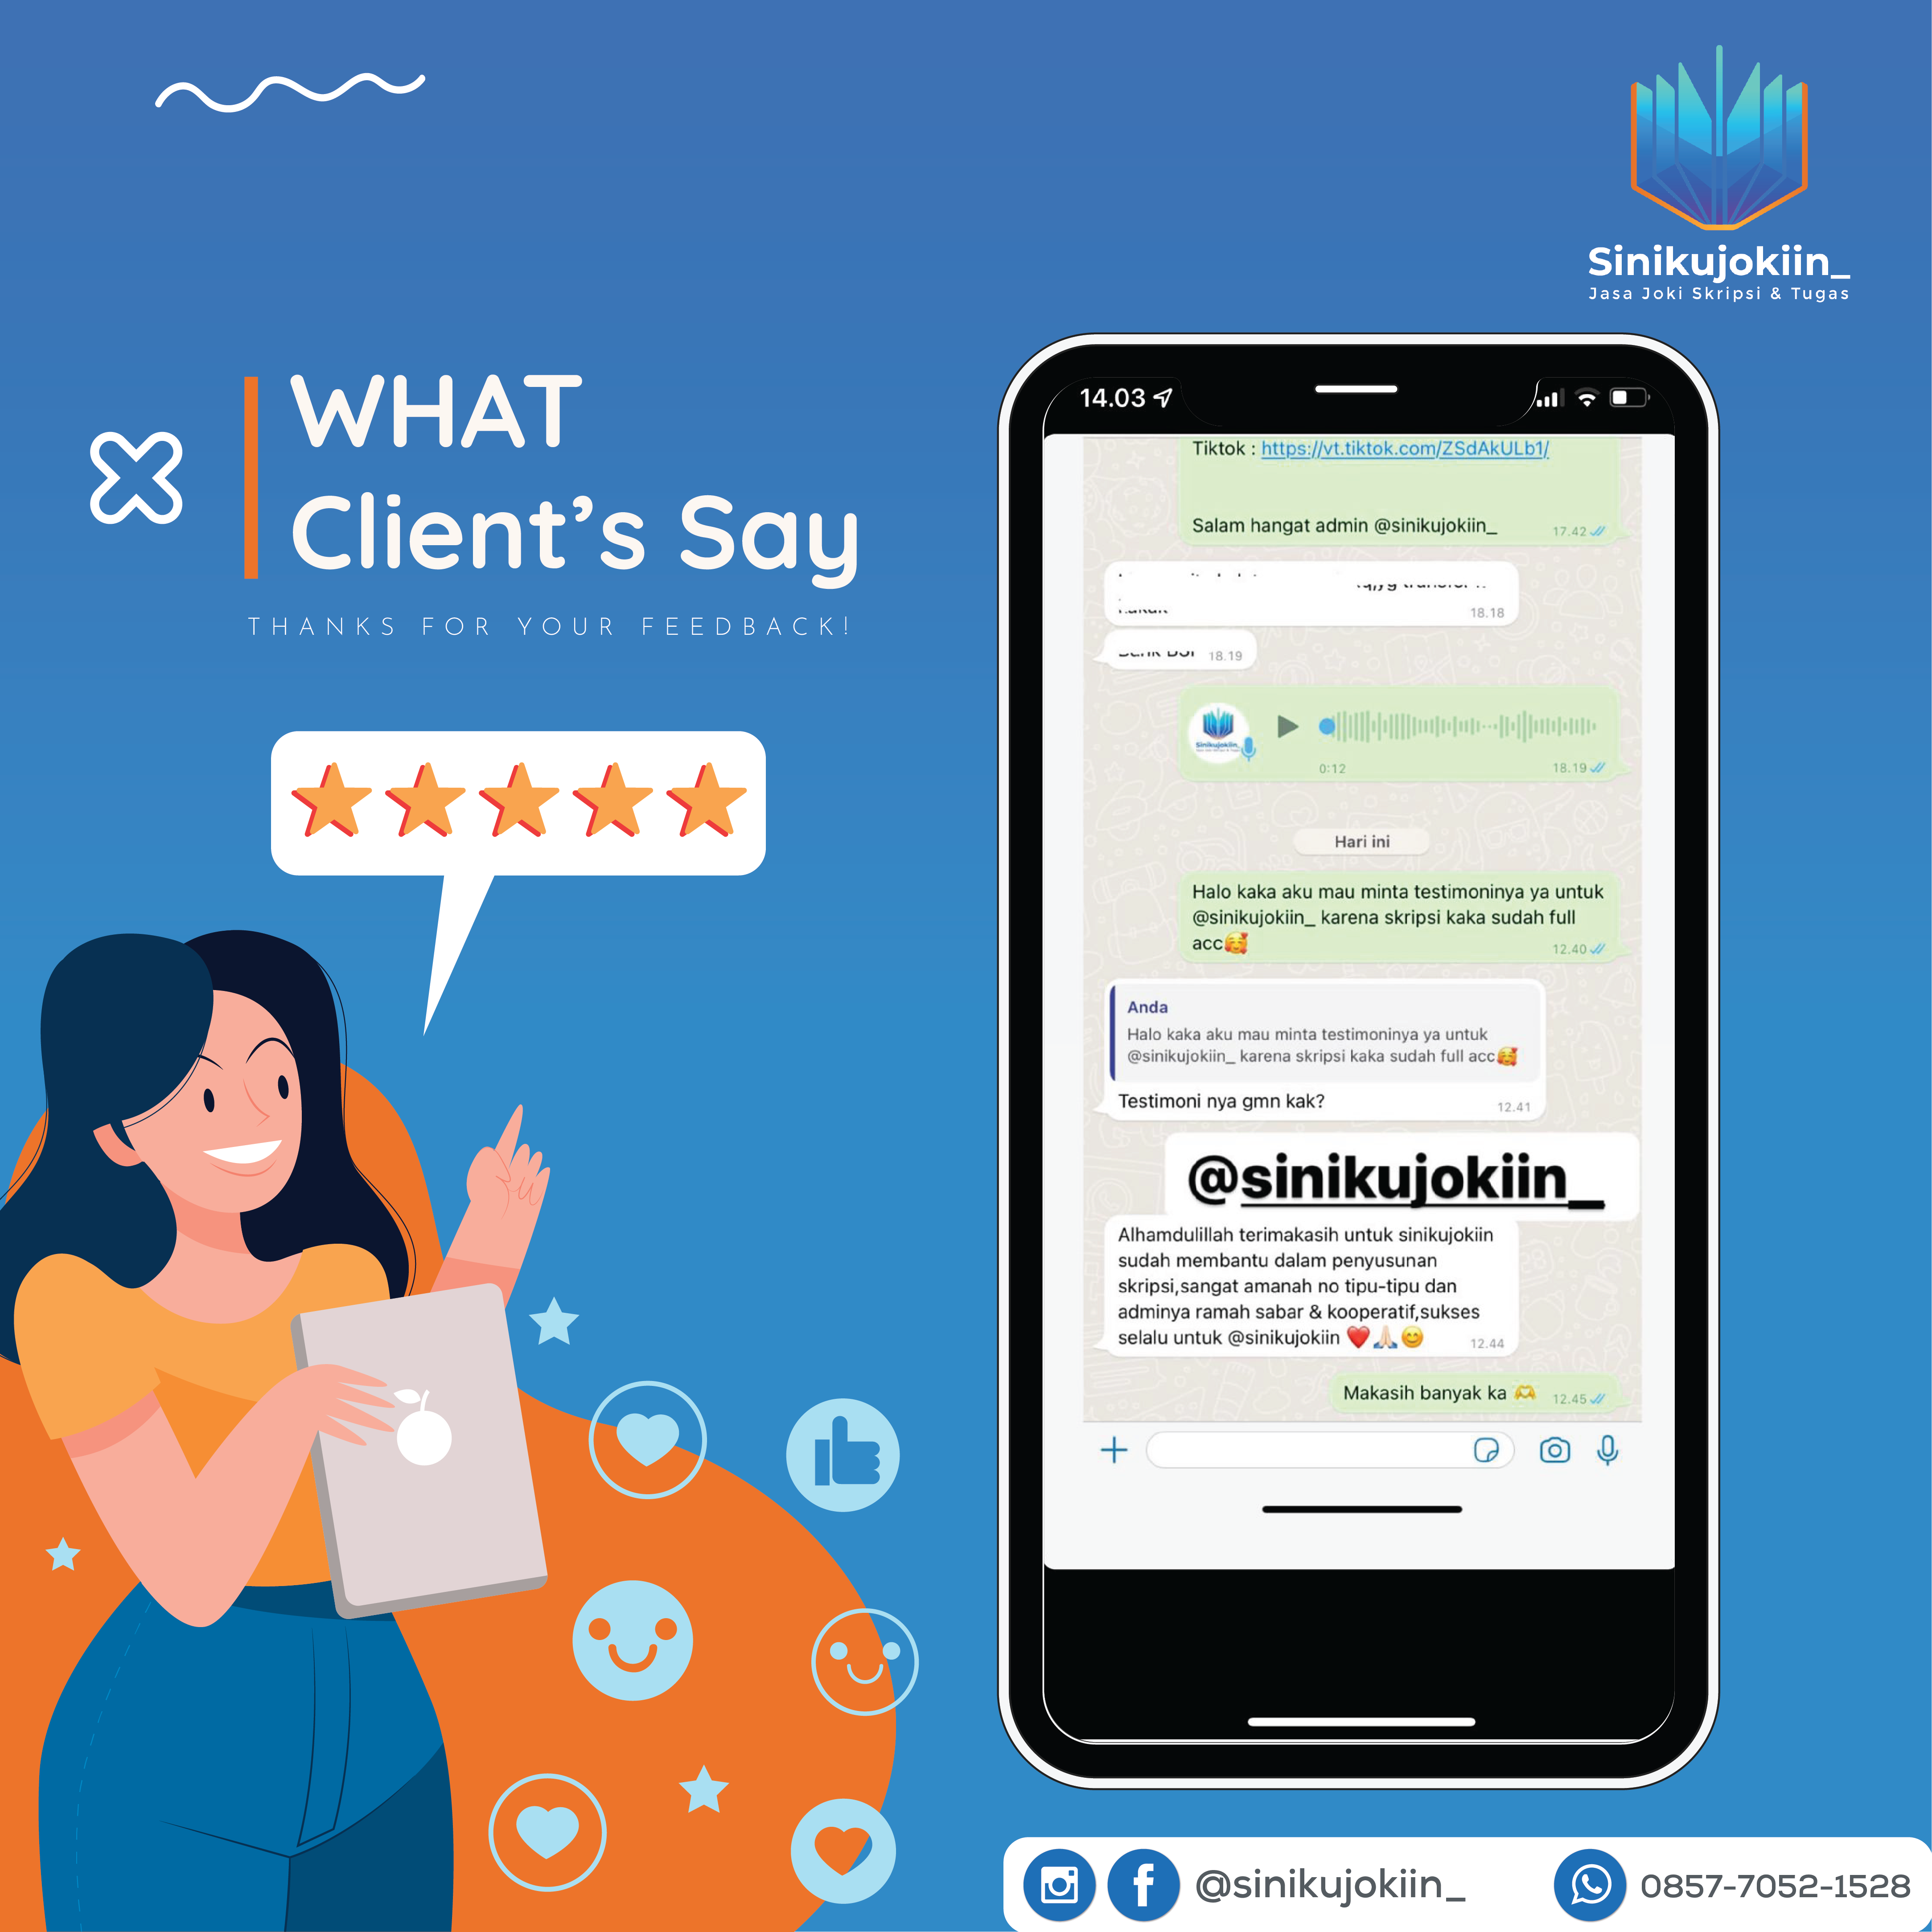 Sinikujokiin_
Jasa Joki Skripsi & Tugas
WHAT
Client's Say
THANKS FOR YOUR FEEDBACK!
14.03
Tiktok : https://vt.tiktok.com/ZSdAkULb1/
Salam hangat admin @sinikujokiin_
17.42
18.18
18.19
Sinikujokiin_
0:12
18.19
Hari ini
Halo kaka aku mau minta testimoninya ya untuk
@sinikujokiin_ karena skripsi kaka sudah full
acc🥰
12.40
Anda
Halo kaka aku mau minta testimoninya ya untuk
@sinikujokiin_ karena skripsi kaka sudah full acc🥰
Testimoni nya gmn kak?
12.41
@sinikujokiin_
Alhamdulillah terimakasih untuk sinikujokiin
sudah membantu dalam penyusunan
skripsi,sangat amanah no tipu-tipu dan
adminya ramah sabar & kooperatif,sukses
selalu untuk @sinikujokiin ❤️🙏🏻😊
12.44
Makasih banyak ka 🫶
12.45
@sinikujokiin_
0857-7052-1528